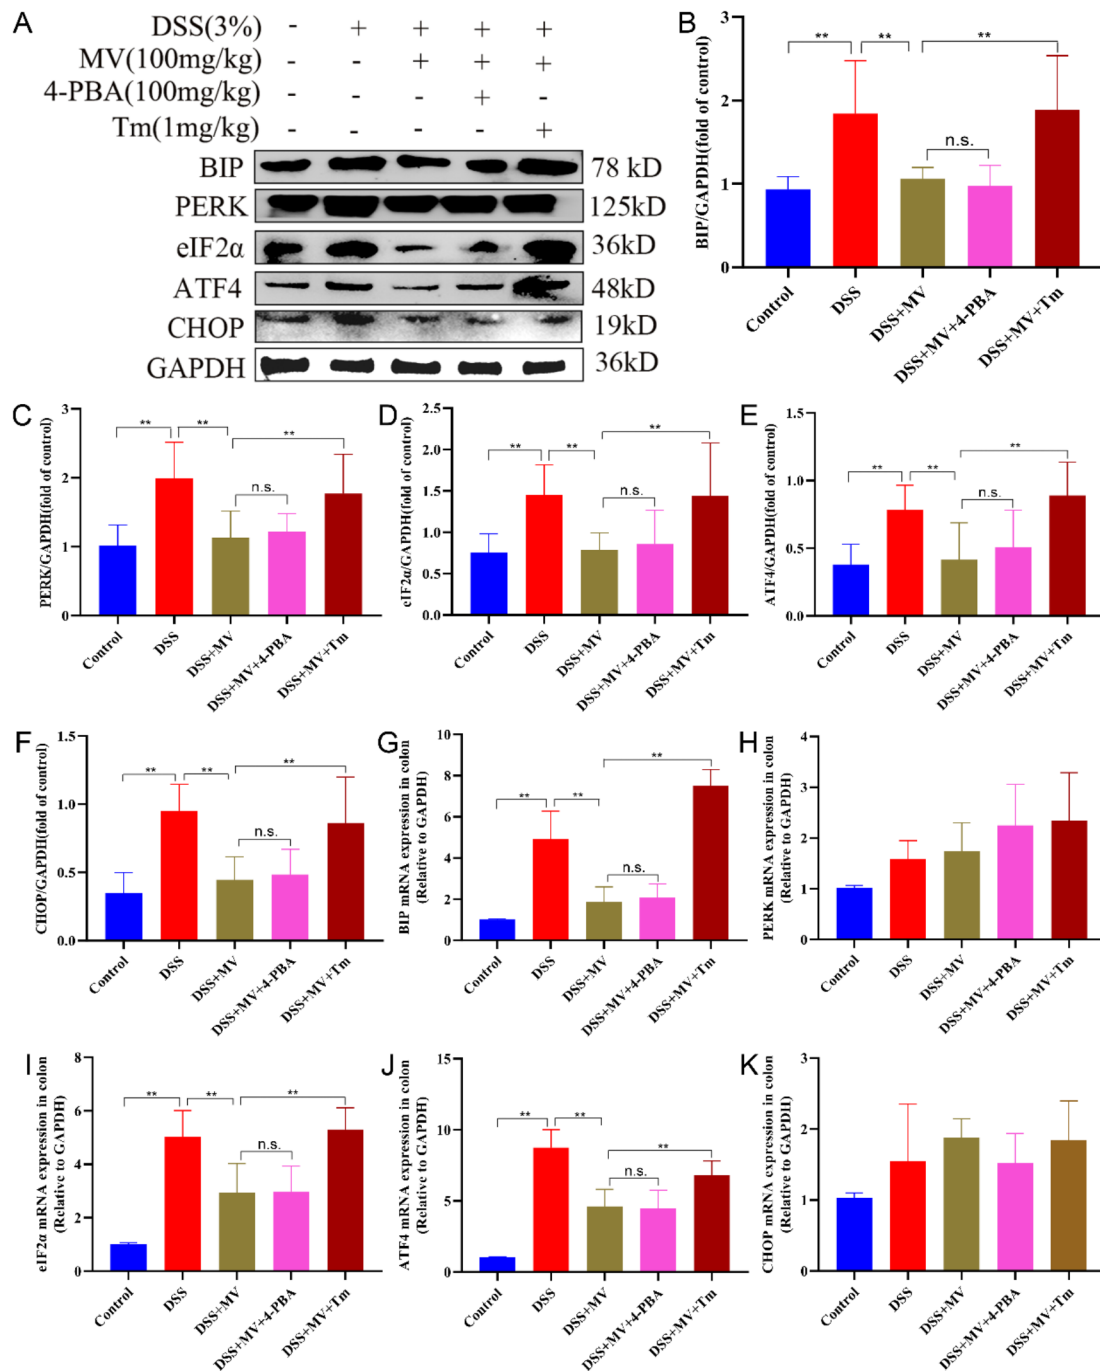 A
DSS(3%) - + + + +
MV(100mg/kg) - - + + +
4-PBA(100mg/kg) - - - + -
Tm(1mg/kg) - - - - +
BIP 78 kD
PERK 125kD
eIF2α 36kD
ATF4 48kD
CHOP 19kD
GAPDH 36kD
B
BIP/GAPDH(fold of control)
3
2
1
0
** ** **
n.s.
Control
DSS
DSS+MV
DSS+MV+4-PBA
DSS+MV+Tm
C
PERK/GAPDH(fold of control)
3
2
1
0
** ** **
n.s.
Control
DSS
DSS+MV
DSS+MV+4-PBA
DSS+MV+Tm
D
eIF2α/GAPDH(fold of control)
2.5
2.0
1.5
1.0
0.5
0.0
** ** **
n.s.
Control
DSS
DSS+MV
DSS+MV+4-PBA
DSS+MV+Tm
E
ATF4/GAPDH(fold of control)
1.5
1.0
0.5
0.0
** ** **
n.s.
Control
DSS
DSS+MV
DSS+MV+4-PBA
DSS+MV+Tm
F
CHOP/GAPDH(fold of control)
1.5
1.0
0.5
0.0
** ** **
n.s.
Control
DSS
DSS+MV
DSS+MV+4-PBA
DSS+MV+Tm
G
BIP mRNA expression in colon
(Relative to GAPDH)
10
8
6
4
2
0
** ** **
n.s.
Control
DSS
DSS+MV
DSS+MV+4-PBA
DSS+MV+Tm
H
PERK mRNA expression in colon
(Relative to GAPDH)
4
3
2
1
0
Control
DSS
DSS+MV
DSS+MV+4-PBA
DSS+MV+Tm
I
eIF2α mRNA expression in colon
(Relative to GAPDH)
8
6
4
2
0
** ** **
n.s.
Control
DSS
DSS+MV
DSS+MV+4-PBA
DSS+MV+Tm
J
ATF4 mRNA expression in colon
(Relative to GAPDH)
15
10
5
0
** ** **
n.s.
Control
DSS
DSS+MV
DSS+MV+4-PBA
DSS+MV+Tm
K
CHOP mRNA expression in colon
(Relative to GAPDH)
3
2
1
0
Control
DSS
DSS+MV
DSS+MV+4-PBA
DSS+MV+Tm